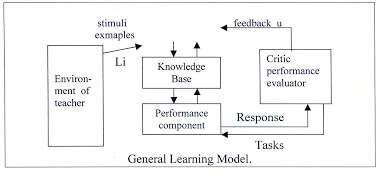 stimuli
exmaples
feedback u
Li
Environ-
ment of
teacher
Knowledge
Base
Critic
performance
evaluator
Performance
component
Response
Tasks
General Learning Model.